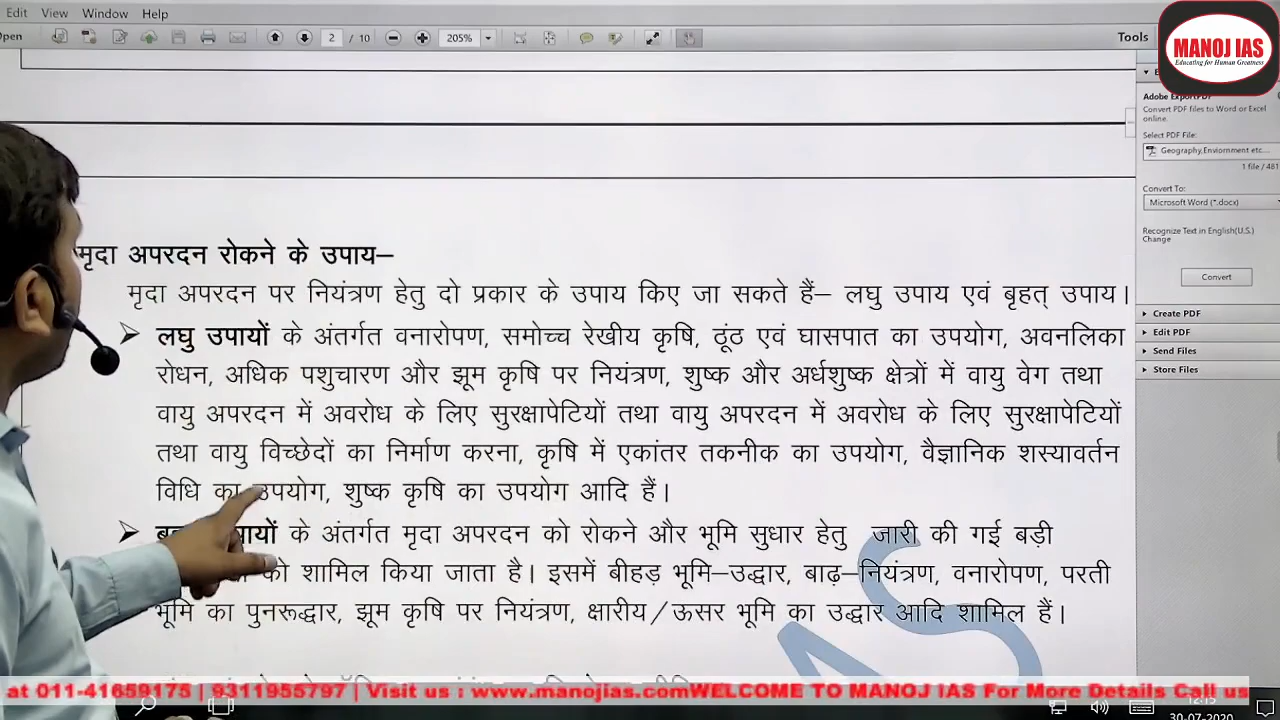 Edit View Window Help
Open 2 / 10 205% Tools
MANOJ IAS
Educating for Human Greatness
Adobe ExportPDF
Convert PDF files to Word or Excel
online.
Select PDF File:
Geography,Enviornment etc....
1 file / 481
Convert To:
Microsoft Word (*.docx)
Recognize Text in English(U.S.)
Change
Convert
Create PDF
Edit PDF
Send Files
Store Files
मृदा अपरदन रोकने के उपाय–
मृदा अपरदन पर नियंत्रण हेतु दो प्रकार के उपाय किए जा सकते हैं– लघु उपाय एवं बृहत् उपाय।
लघु उपायों के अंतर्गत वनारोपण, समोच्च रेखीय कृषि, ठूंठ एवं घासपात का उपयोग, अवनलिका
रोधन, अधिक पशुचारण और झूम कृषि पर नियंत्रण, शुष्क और अर्धशुष्क क्षेत्रों में वायु वेग तथा
वायु अपरदन में अवरोध के लिए सुरक्षापेटियों तथा वायु अपरदन में अवरोध के लिए सुरक्षापेटियों
तथा वायु विच्छेदों का निर्माण करना, कृषि में एकांतर तकनीक का उपयोग, वैज्ञानिक शस्यावर्तन
विधि का उपयोग, शुष्क कृषि का उपयोग आदि हैं।
के अंतर्गत मृदा अपरदन को रोकने और भूमि सुधार हेतु जारी की गई बड़ी
को शामिल किया जाता है। इसमें बीहड़ भूमि–उद्धार, बाढ़–नियंत्रण, वनारोपण, परती
भूमि का पुनरूद्धार, झूम कृषि पर नियंत्रण, क्षारीय/ऊसर भूमि का उद्धार आदि शामिल हैं।
at 011-41659175 | 9311955797 | Visit us : www.manojias.comWELCOME TO MANOJ IAS For More Details Call us
12:15
30-07-2020